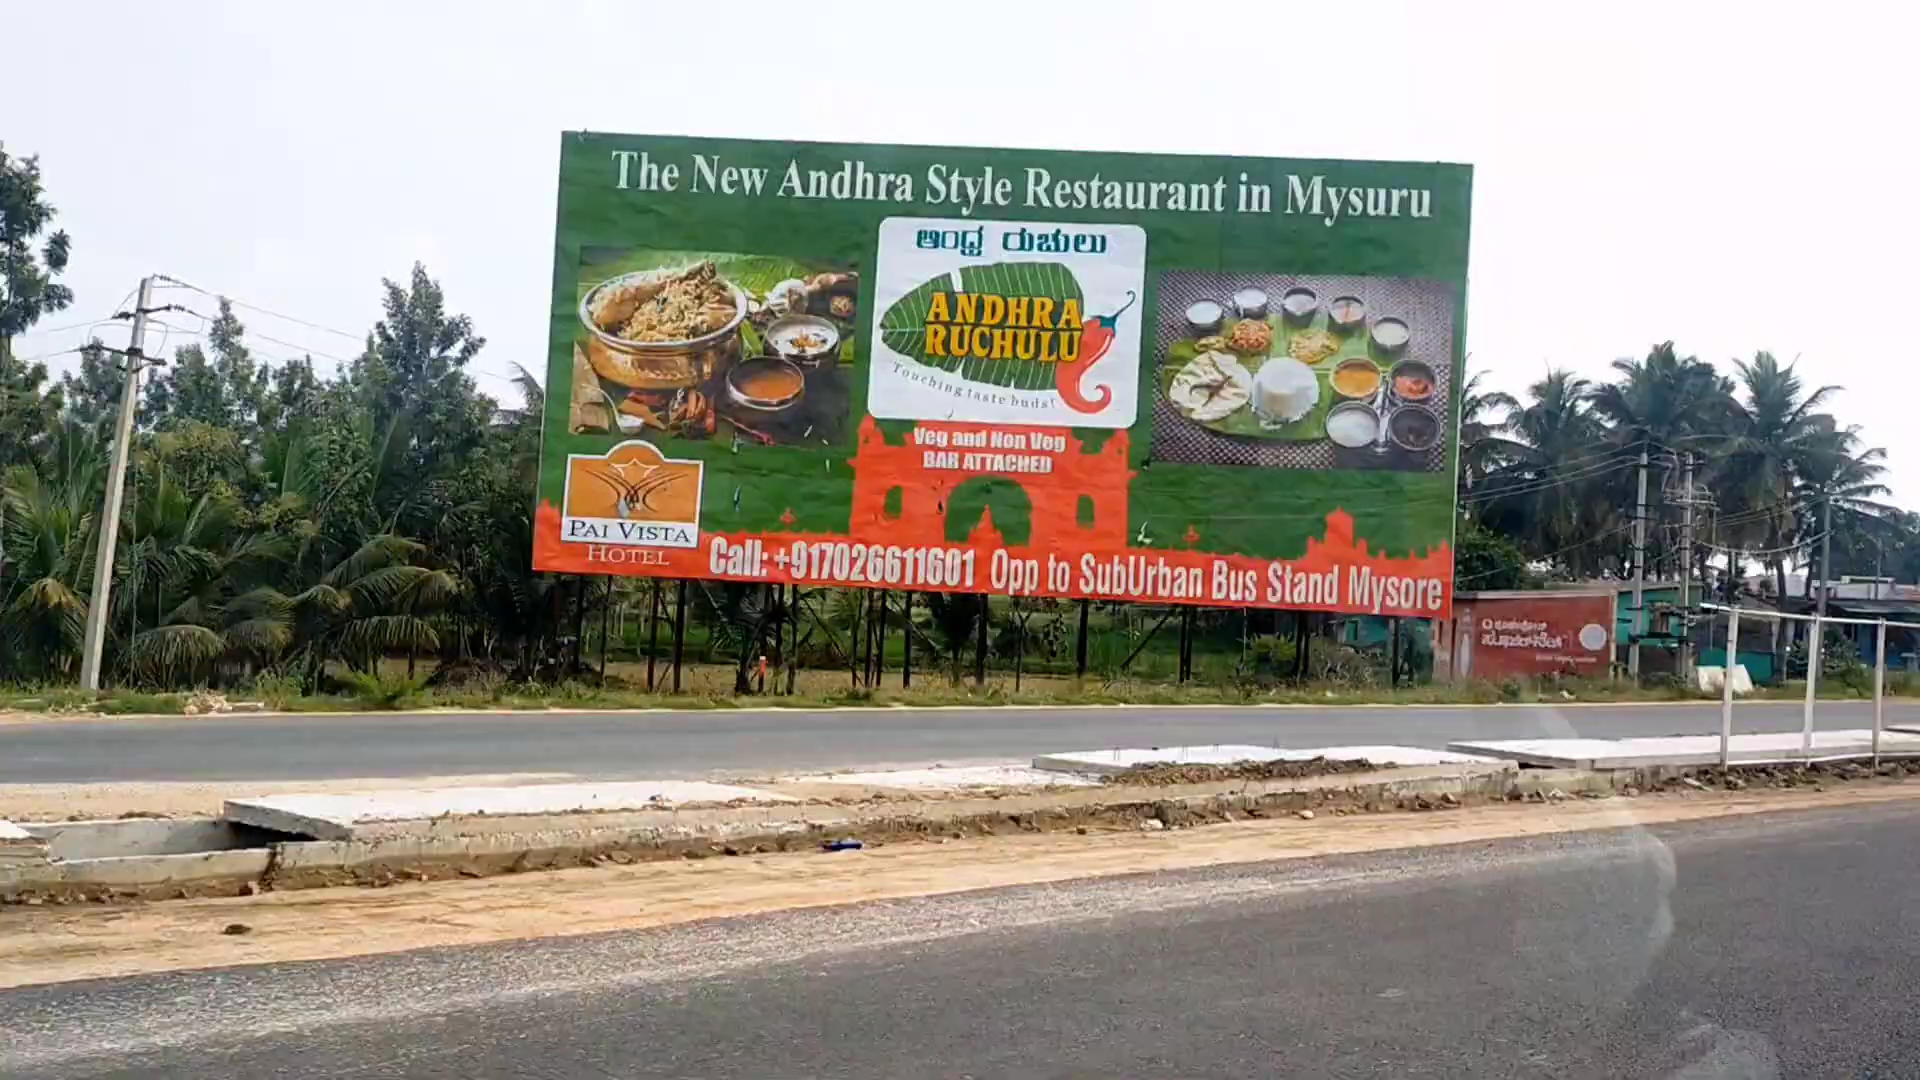 The New Andhra Style Restaurant in Mysuru
ಆಂಧ್ರ ರುಚುಲು
ANDHRA
RUCHULU
Touching taste buds!
Veg and Non Veg
BAR ATTACHED
PAI VISTA
HOTEL
Call: +917026611601 Opp to SubUrban Bus Stand Mysore